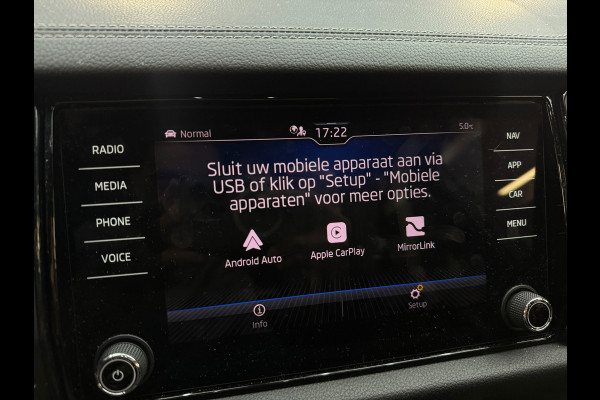 Normal
17:22
5.0°C
RADIO
MEDIA
PHONE
VOICE
NAV
APP
CAR
MENU
Sluit uw mobiele apparaat aan via
USB of klik op "Setup" - "Mobiele
apparaten" voor meer opties.
Android Auto
Apple CarPlay
MirrorLink
Info
Setup